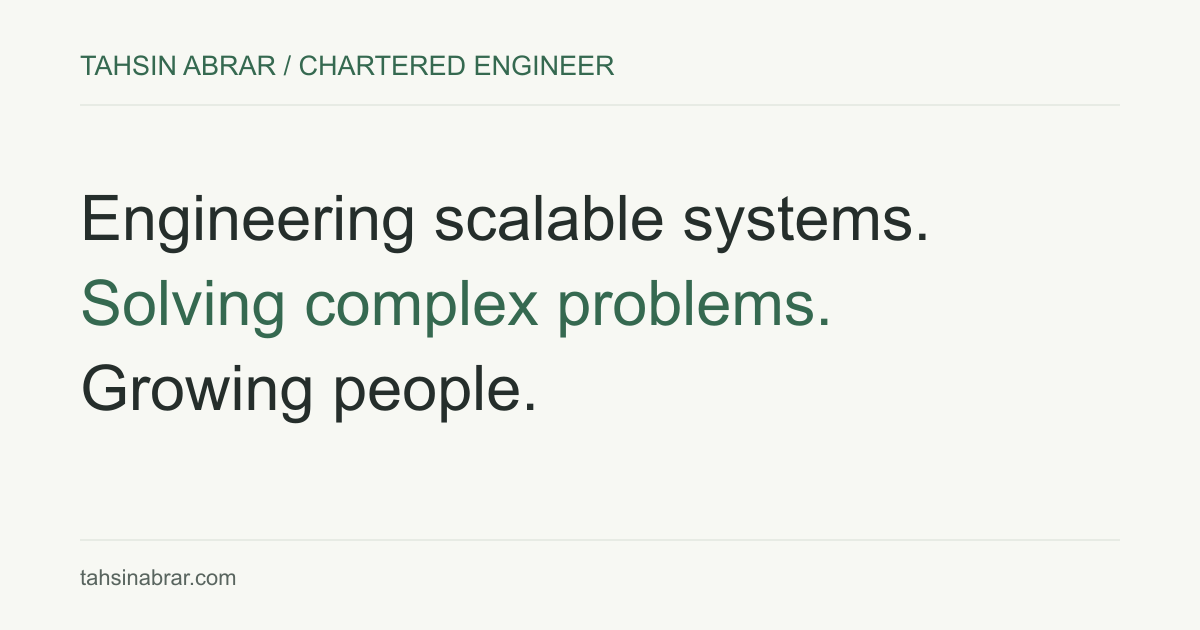 TAHSIN ABRAR / CHARTERED ENGINEER
Engineering scalable systems.
Solving complex problems.
Growing people.
tahsinabrar.com